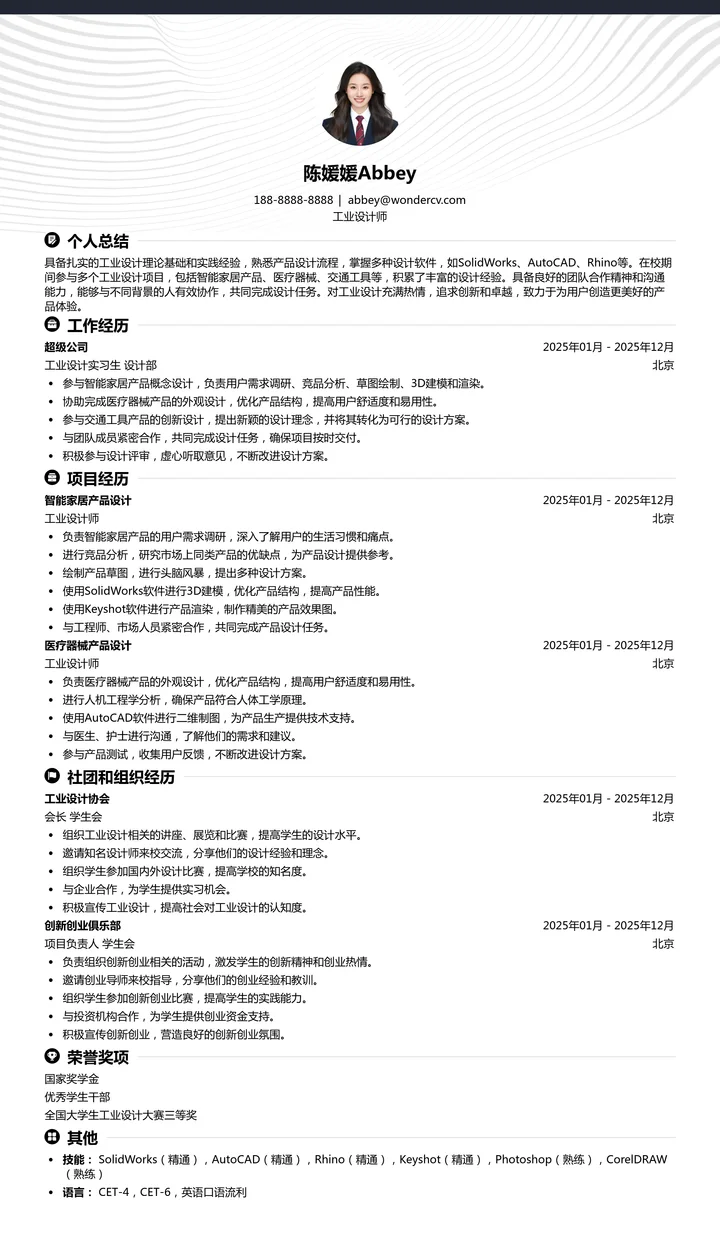 陈媛媛Abbey
188-8888-8888 | abbey@wondercv.com
工业设计师
个人总结
具备扎实的工业设计理论基础和实践经验，熟悉产品设计流程，掌握多种设计软件，如SolidWorks、AutoCAD、Rhino等。在校期
间参与多个工业设计项目，包括智能家居产品、医疗器械、交通工具等，积累了丰富的设计经验。具备良好的团队合作精神和沟通
能力，能够与不同背景的人有效协作，共同完成设计任务。对工业设计充满热情，追求创新和卓越，致力于为用户创造更美好的产
品体验。
工作经历
超级公司 2025年01月 - 2025年12月
工业设计实习生 设计部 北京
• 参与智能家居产品概念设计，负责用户需求调研、竞品分析、草图绘制、3D建模和渲染。
• 协助完成医疗器械产品的外观设计，优化产品结构，提高用户舒适度和易用性。
• 参与交通工具产品的创新设计，提出新颖的设计理念，并将其转化为可行的设计方案。
• 与团队成员紧密合作，共同完成设计任务，确保项目按时交付。
• 积极参与设计评审，虚心听取意见，不断改进设计方案。
项目经历
智能家居产品设计 2025年01月 - 2025年12月
工业设计师 北京
• 负责智能家居产品的用户需求调研，深入了解用户的生活习惯和痛点。
• 进行竞品分析，研究市场上同类产品的优缺点，为产品设计提供参考。
• 绘制产品草图，进行头脑风暴，提出多种设计方案。
• 使用SolidWorks软件进行3D建模，优化产品结构，提高产品性能。
• 使用Keyshot软件进行产品渲染，制作精美的产品效果图。
• 与工程师、市场人员紧密合作，共同完成产品设计任务。
医疗器械产品设计 2025年01月 - 2025年12月
工业设计师 北京
• 负责医疗器械产品的外观设计，优化产品结构，提高用户舒适度和易用性。
• 进行人机工程学分析，确保产品符合人体工学原理。
• 使用AutoCAD软件进行二维制图，为产品生产提供技术支持。
• 与医生、护士进行沟通，了解他们的需求和建议。
• 参与产品测试，收集用户反馈，不断改进设计方案。
社团和组织经历
工业设计协会 2025年01月 - 2025年12月
会长 学生会 北京
• 组织工业设计相关的讲座、展览和比赛，提高学生的设计水平。
• 邀请知名设计师来校交流，分享他们的设计经验和理念。
• 组织学生参加国内外设计比赛，提高学校的知名度。
• 与企业合作，为学生提供实习机会。
• 积极宣传工业设计，提高社会对工业设计的认知度。
创新创业俱乐部 2025年01月 - 2025年12月
项目负责人 学生会 北京
• 负责组织创新创业相关的活动，激发学生的创新精神和创业热情。
• 邀请创业导师来校指导，分享他们的创业经验和教训。
• 组织学生参加创新创业比赛，提高学生的实践能力。
• 与投资机构合作，为学生提供创业资金支持。
• 积极宣传创新创业，营造良好的创新创业氛围。
荣誉奖项
国家奖学金
优秀学生干部
全国大学生工业设计大赛三等奖
其他
• 技能： SolidWorks（精通），AutoCAD（精通），Rhino（精通），Keyshot（精通），Photoshop（熟练），CorelDRAW
（熟练）
• 语言： CET-4，CET-6，英语口语流利